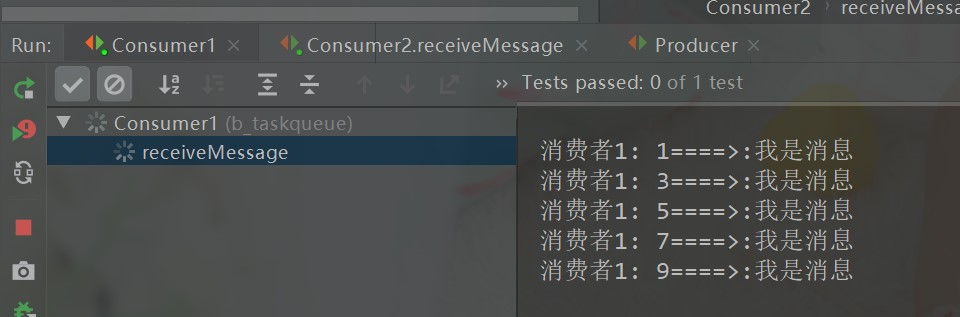 Consumer2 › receiveMessa
Run: Consumer1 × Consumer2.receiveMessage × Producer ×
» Tests passed: 0 of 1 test
Consumer1 (b_taskqueue)
receiveMessage
消费者1: 1====>:我是消息
消费者1: 3====>:我是消息
消费者1: 5====>:我是消息
消费者1: 7====>:我是消息
消费者1: 9====>:我是消息